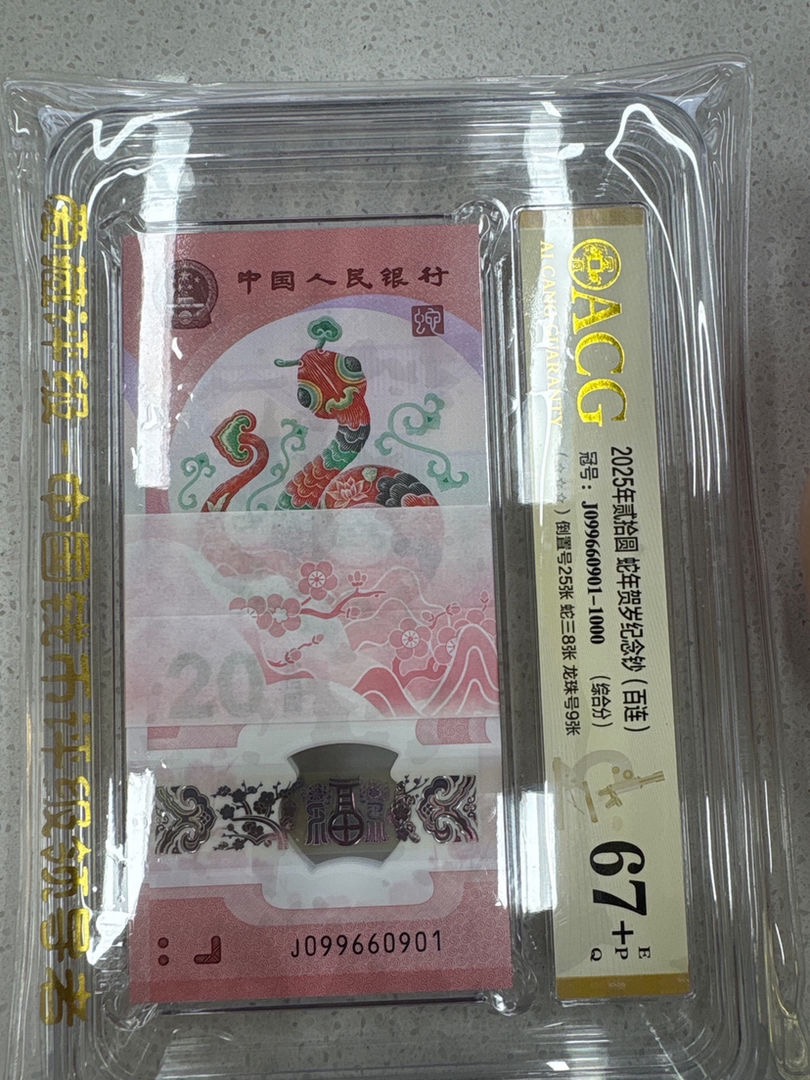 中国人民银行
蛇
20
J099660901
爱藏评级-中国钱币评级领导者
ACG
AI CANG GUARANTY
2025年贰拾圆 蛇年贺岁纪念钞（百连）
冠号：J099660901-1000 （综合分）
（☆☆☆）倒置号25张 蛇三8张 龙珠号9张
67+
E
P
Q